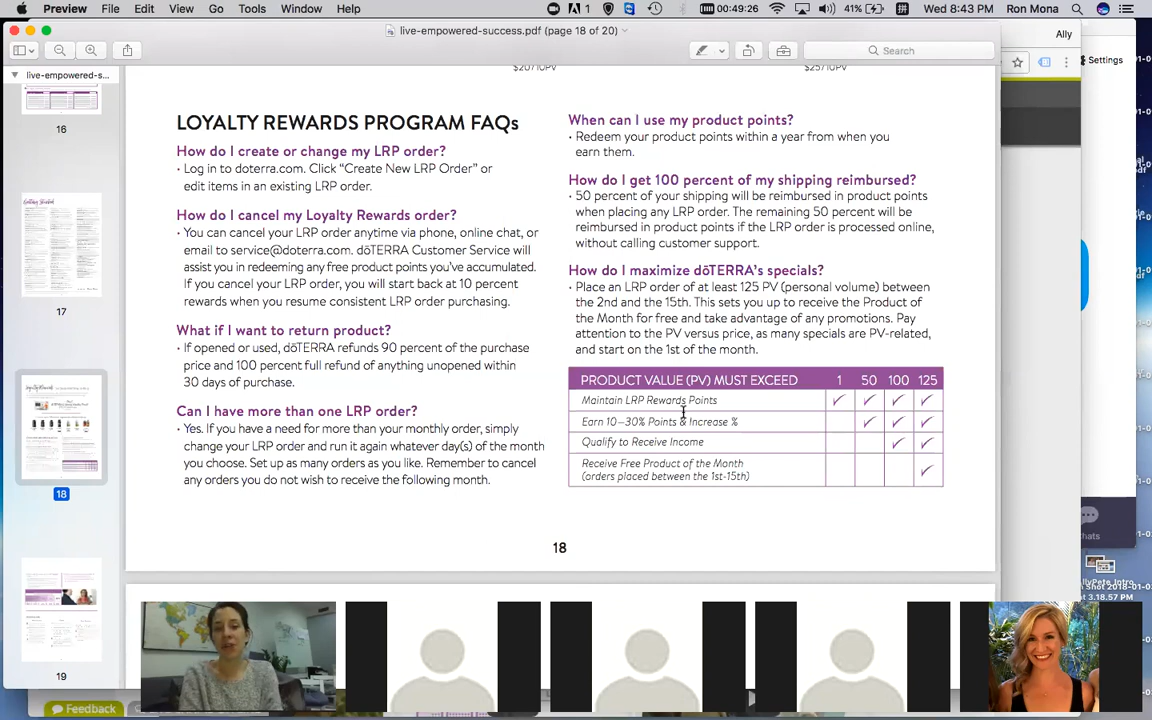 Preview File Edit View Go Tools Window Help
1
00:49:26
41%
Wed 8:43 PM
Ron Mona
live-empowered-success.pdf (page 18 of 20)
Ally
Search
Settings
live-empowered-s...
16
17
18
19
LOYALTY REWARDS PROGRAM FAQs
How do I create or change my LRP order?
• Log in to doterra.com. Click “Create New LRP Order” or
edit items in an existing LRP order.
How do I cancel my Loyalty Rewards order?
• You can cancel your LRP order anytime via phone, online chat, or
email to service@doterra.com. dōTERRA Customer Service will
assist you in redeeming any free product points you’ve accumulated.
If you cancel your LRP order, you will start back at 10 percent
rewards when you resume consistent LRP order purchasing.
What if I want to return product?
• If opened or used, dōTERRA refunds 90 percent of the purchase
price and 100 percent full refund of anything unopened within
30 days of purchase.
Can I have more than one LRP order?
• Yes. If you have a need for more than your monthly order, simply
change your LRP order and run it again whatever day(s) of the month
you choose. Set up as many orders as you like. Remember to cancel
any orders you do not wish to receive the following month.
When can I use my product points?
• Redeem your product points within a year from when you
earn them.
How do I get 100 percent of my shipping reimbursed?
• 50 percent of your shipping will be reimbursed in product points
when placing any LRP order. The remaining 50 percent will be
reimbursed in product points if the LRP order is processed online,
without calling customer support.
How do I maximize dōTERRA’s specials?
• Place an LRP order of at least 125 PV (personal volume) between
the 2nd and the 15th. This sets you up to receive the Product of
the Month for free and take advantage of any promotions. Pay
attention to the PV versus price, as many specials are PV-related,
and start on the 1st of the month.
PRODUCT VALUE (PV) MUST EXCEED 1 50 100 125
Maintain LRP Rewards Points
Earn 10–30% Points & Increase %
Qualify to Receive Income
Receive Free Product of the Month
(orders placed between the 1st-15th)
18
Feedback